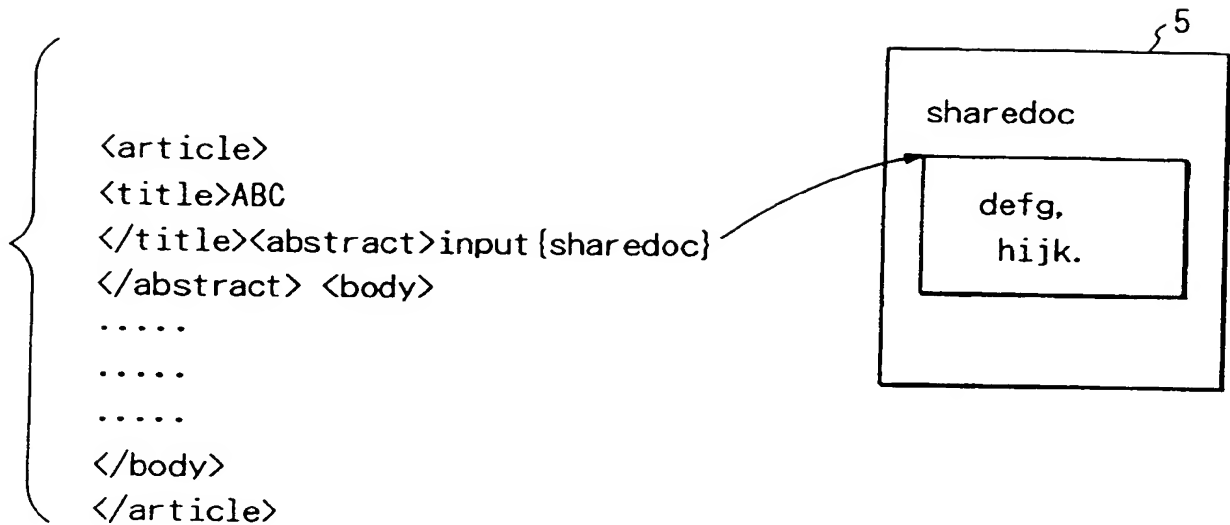 5
sharedoc
<article>
<title>ABC
</title><abstract>input{sharedoc}
defg,
hijk.
</abstract> <body>
.....
.....
.....
</body>
</article>